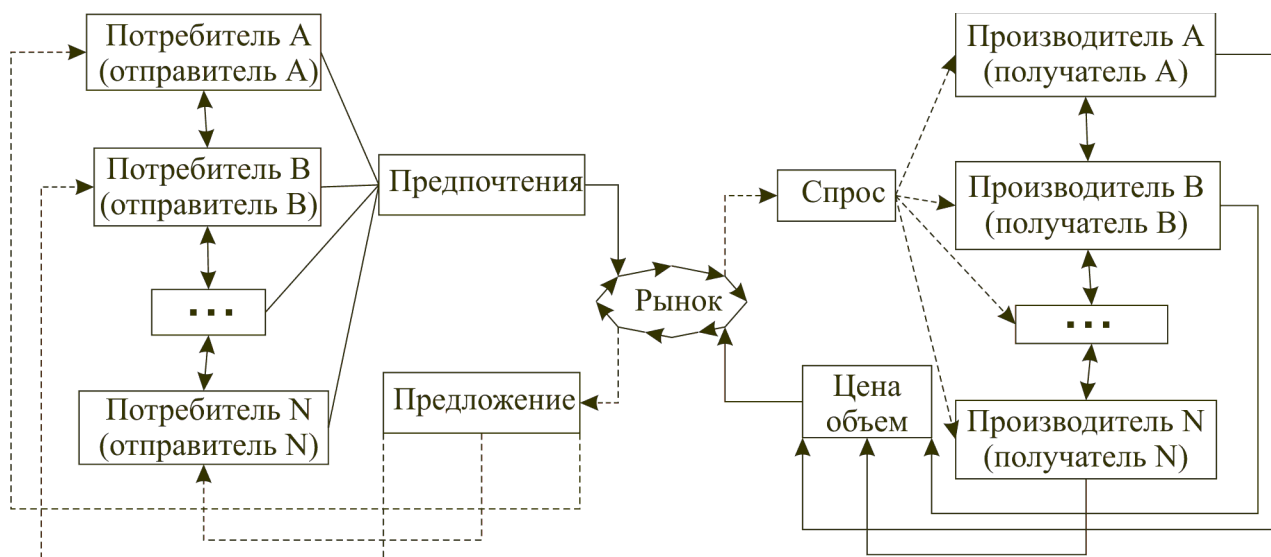 Потребитель A
(отправитель A)
Потребитель B
(отправитель B)
...
Потребитель N
(отправитель N)
Предпочтения
Предложение
Рынок
Спрос
Цена
объем
Производитель A
(получатель A)
Производитель B
(получатель B)
...
Производитель N
(получатель N)